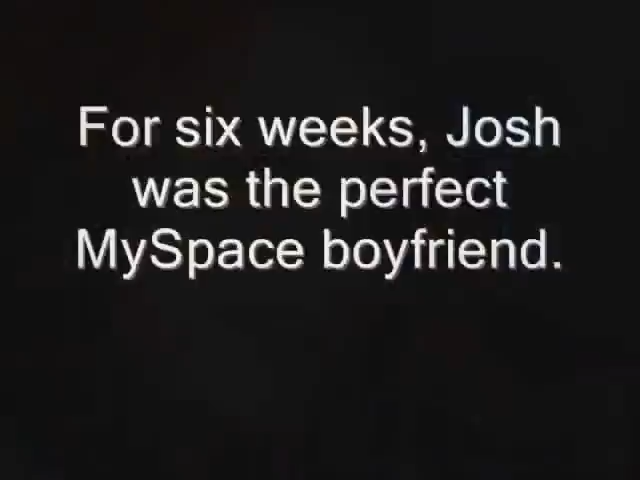 For six weeks, Josh
was the perfect
MySpace boyfriend.